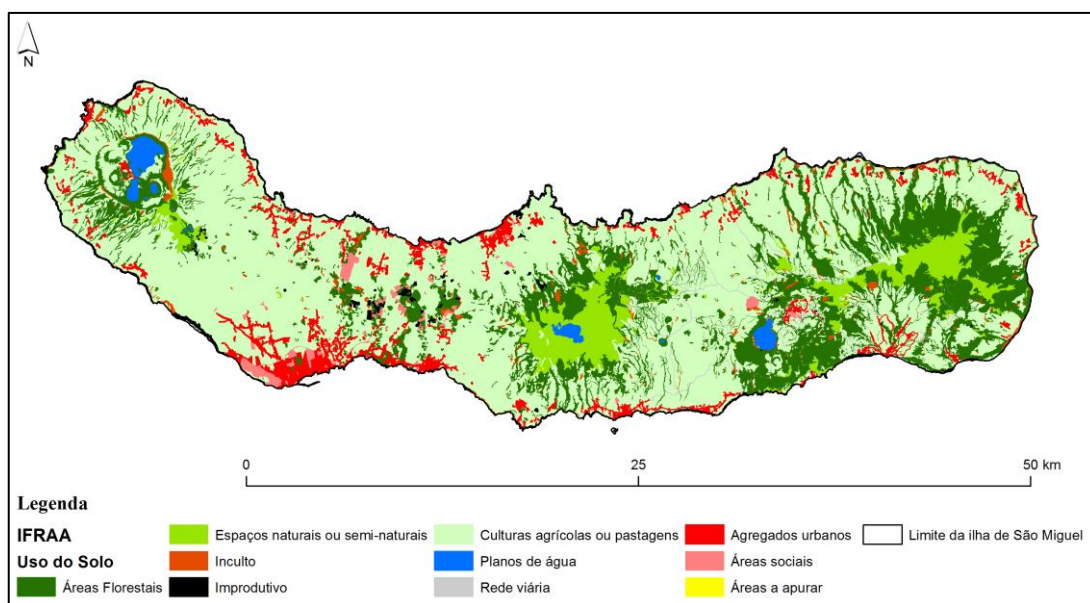 N
0 25 50 km
Legenda
IFRAA
Uso do Solo
Áreas Florestais
Espaços naturais ou semi-naturais
Inculto
Improdutivo
Culturas agrícolas ou pastagens
Planos de água
Rede viária
Agregados urbanos
Áreas sociais
Áreas a apurar
Limite da ilha de São Miguel